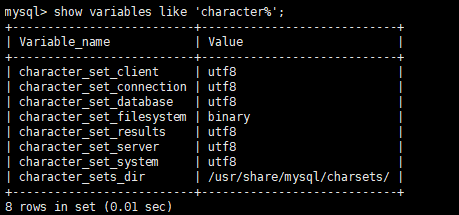 mysql> show variables like 'character%';
+--------------------------+----------------------------+
| Variable_name            | Value                      |
+--------------------------+----------------------------+
| character_set_client     | utf8                       |
| character_set_connection | utf8                       |
| character_set_database   | utf8                       |
| character_set_filesystem | binary                     |
| character_set_results    | utf8                       |
| character_set_server     | utf8                       |
| character_set_system     | utf8                       |
| character_sets_dir       | /usr/share/mysql/charsets/ |
+--------------------------+----------------------------+
8 rows in set (0.01 sec)